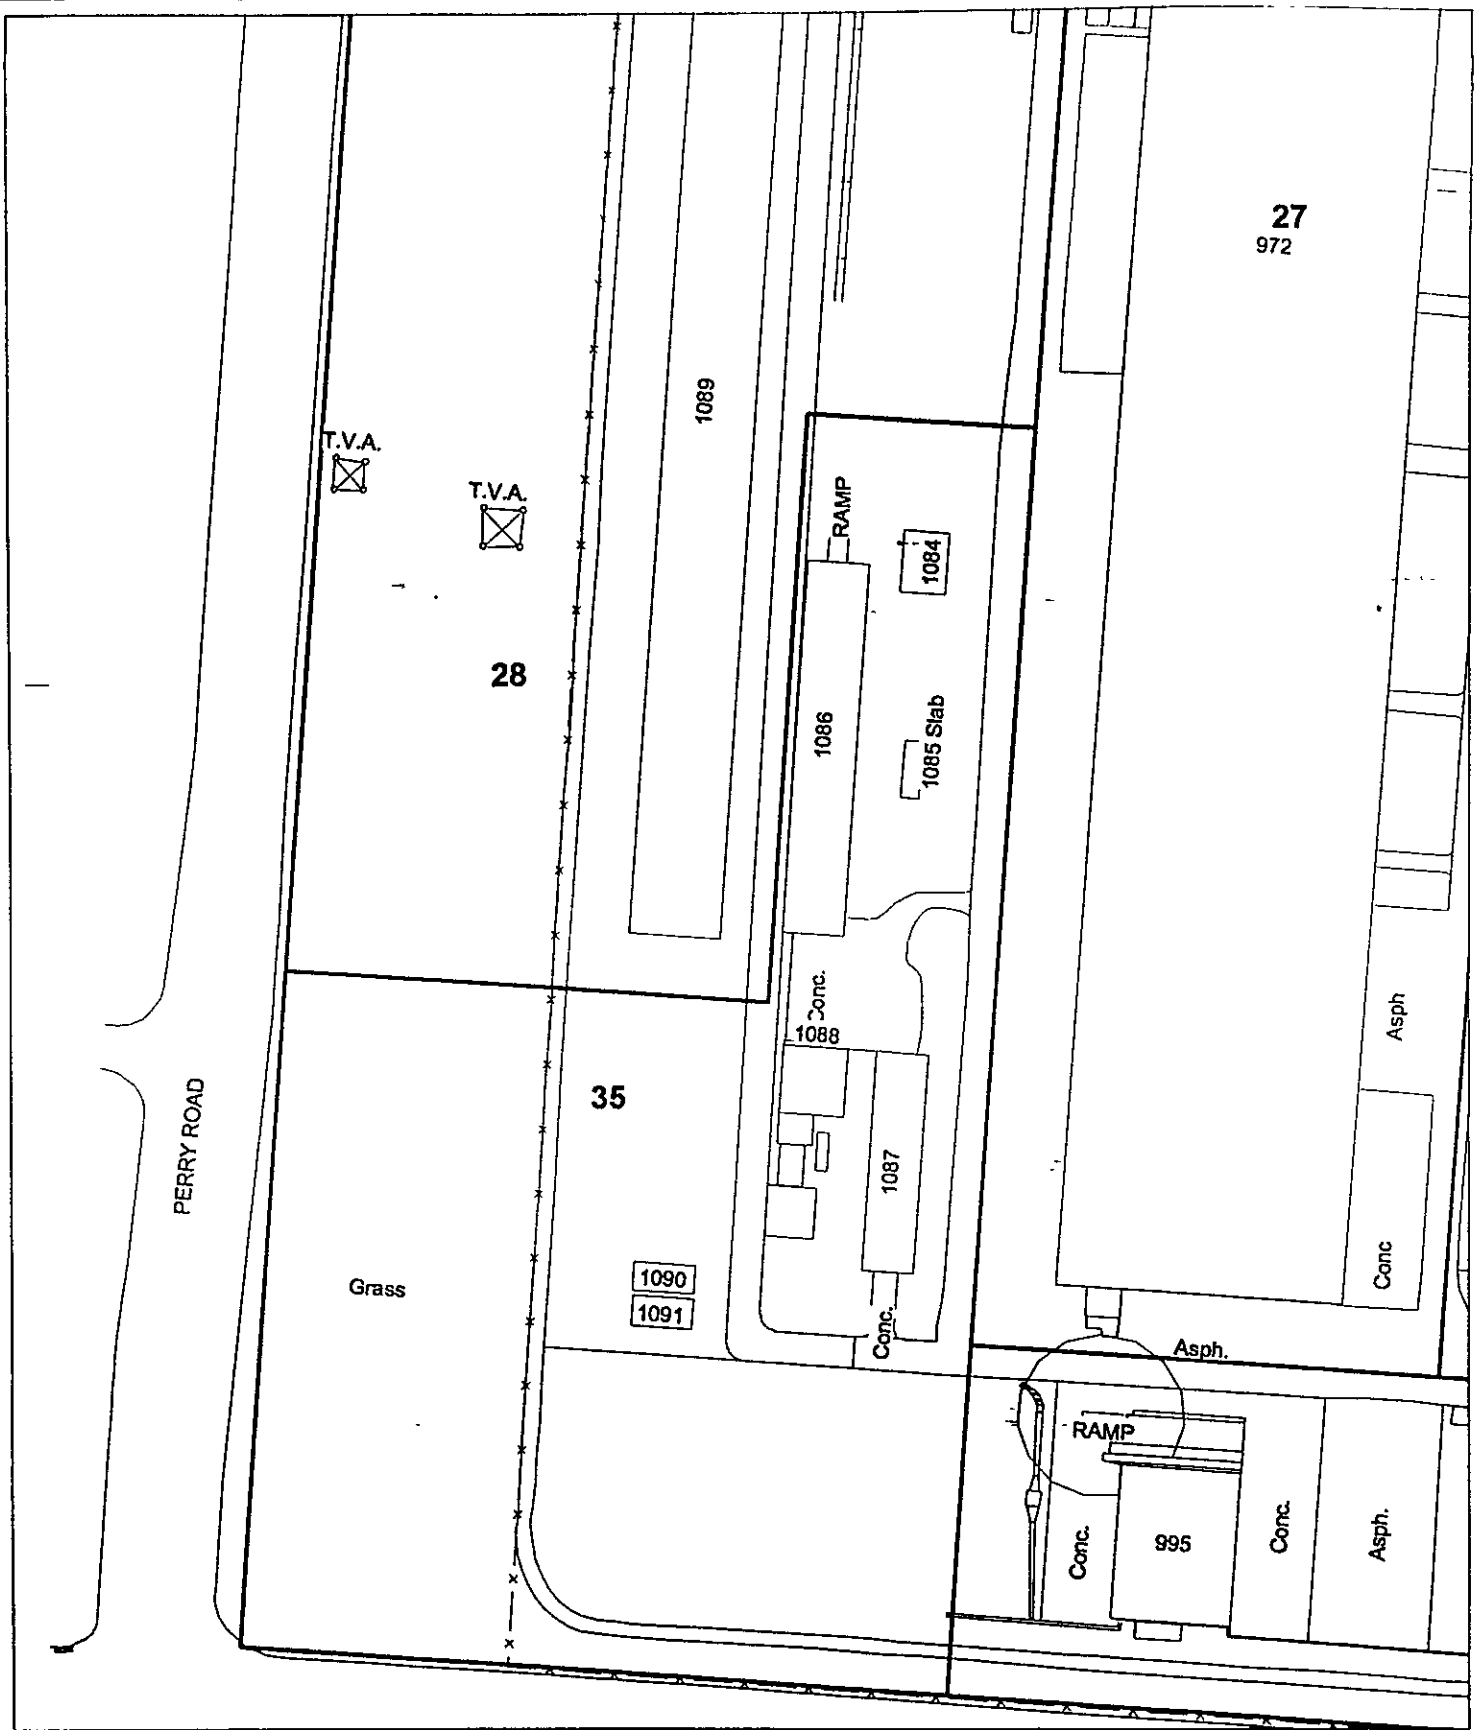 27
972
1089
T.V.A.
T.V.A.
RAMP
1084
28
1086
1085 Slab
Conc.
1088
Asph
35
PERRY ROAD
1087
Grass
1090
1091
Conc
Conc.
Asph.
RAMP
Conc.
995
Conc.
Asph.